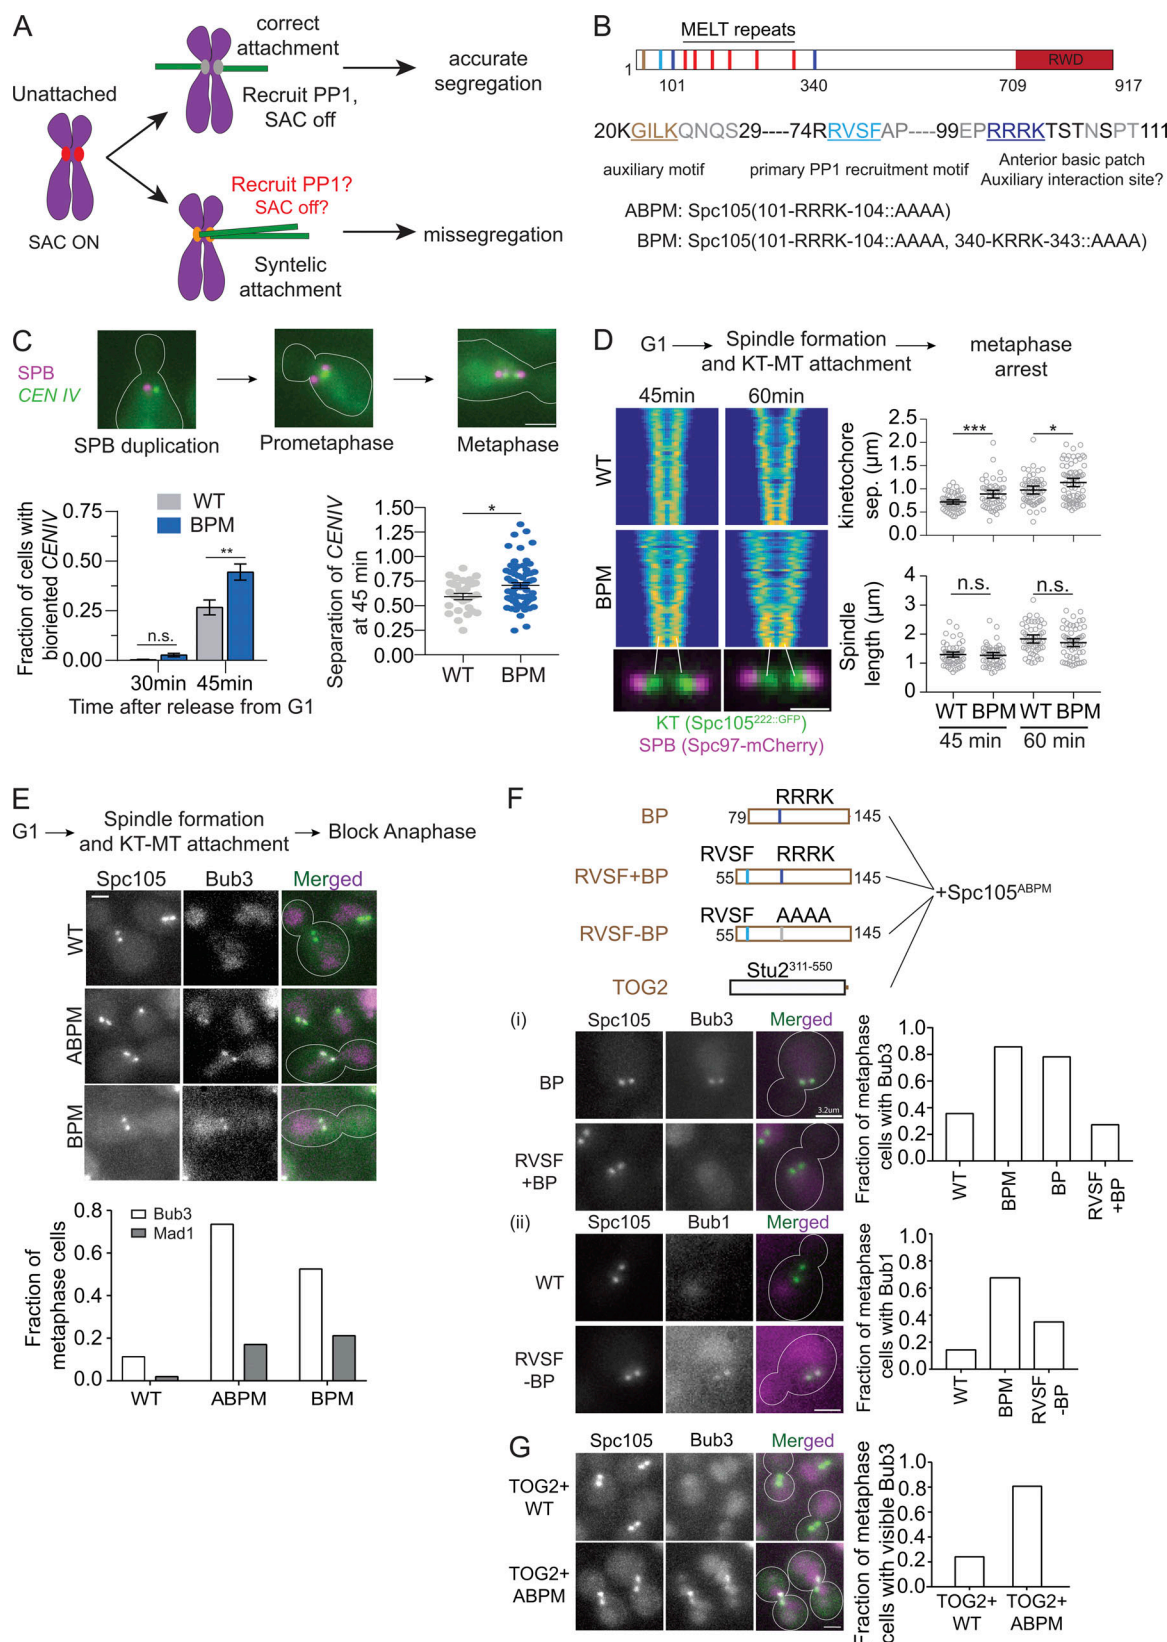 A
Unattached
SAC ON
correct
attachment
Recruit PP1,
SAC off
accurate
segregation
Recruit PP1?
SAC off?
Syntelic
attachment
missegregation
B
MELT repeats
RWD
1
101
340
709
917
20KGILKQNQS29----74RRVSFAP----99EPRRRKTSTNSPT111
auxiliary motif
primary PP1 recruitment motif
Anterior basic patch
Auxiliary interaction site?
ABPM: Spc105(101-RRRK-104::AAAA)
BPM: Spc105(101-RRRK-104::AAAA, 340-KRRK-343::AAAA)
C
SPB
CEN IV
SPB duplication
Prometaphase
Metaphase
Fraction of cells with
bioriented CENIV
0.75
0.50
0.25
0.00
WT
BPM
n.s.
**
30min 45min
Time after release from G1
Separation of CENIV
at 45 min
1.50
1.25
1.00
0.75
0.50
0.25
0.00
*
WT BPM
D
G1
Spindle formation
and KT-MT attachment
metaphase
arrest
45min
60min
WT
BPM
KT (Spc105222::GFP)
SPB (Spc97-mCherry)
kinetochore
sep. (µm)
2.5
2.0
1.5
1.0
0.5
0.0
***
*
Spindle
length (µm)
4
3
2
1
0
n.s.
n.s.
WT BPM WT BPM
45 min 60 min
E
G1
Spindle formation
and KT-MT attachment
Block Anaphase
Spc105 Bub3 Merged
WT
ABPM
BPM
Fraction of
metaphase cells
0.8
0.6
0.4
0.2
0.0
Bub3
Mad1
WT ABPM BPM
F
BP
RRRK
79
145
RVSF+BP
RVSF RRRK
55
145
RVSF-BP
RVSF AAAA
55
145
TOG2
Stu2311-550
+Spc105ABPM
(i)
Spc105 Bub3 Merged
BP
3.2um
RVSF
+BP
Fraction of metaphase
cells with Bub3
1.0
0.8
0.6
0.4
0.2
0.0
WT
BPM
BP
RVSF
+BP
(ii)
Spc105 Bub1 Merged
WT
RVSF
-BP
Fraction of metaphase
cells with Bub1
1.0
0.8
0.6
0.4
0.2
0.0
WT
BPM
RVSF
-BP
G
Spc105 Bub3 Merged
TOG2+
WT
TOG2+
ABPM
Fraction of metaphase
cells with visible Bub3
1.0
0.8
0.6
0.4
0.2
0.0
TOG2+
WT
TOG2+
ABPM